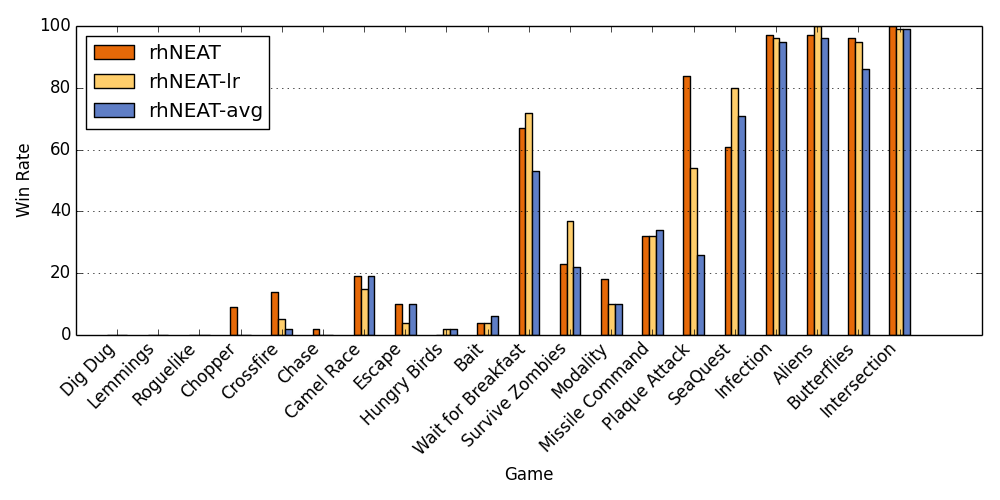 100
80
60
40
20
0
Win Rate
rhNEAT
rhNEAT-lr
rhNEAT-avg
Dig Dug
Lemmings
Roguelike
Chopper
Crossfire
Chase
Camel Race
Escape
Hungry Birds
Bait
Wait for Breakfast
Survive Zombies
Modality
Missile Command
Plaque Attack
SeaQuest
Infection
Aliens
Butterflies
Intersection
Game